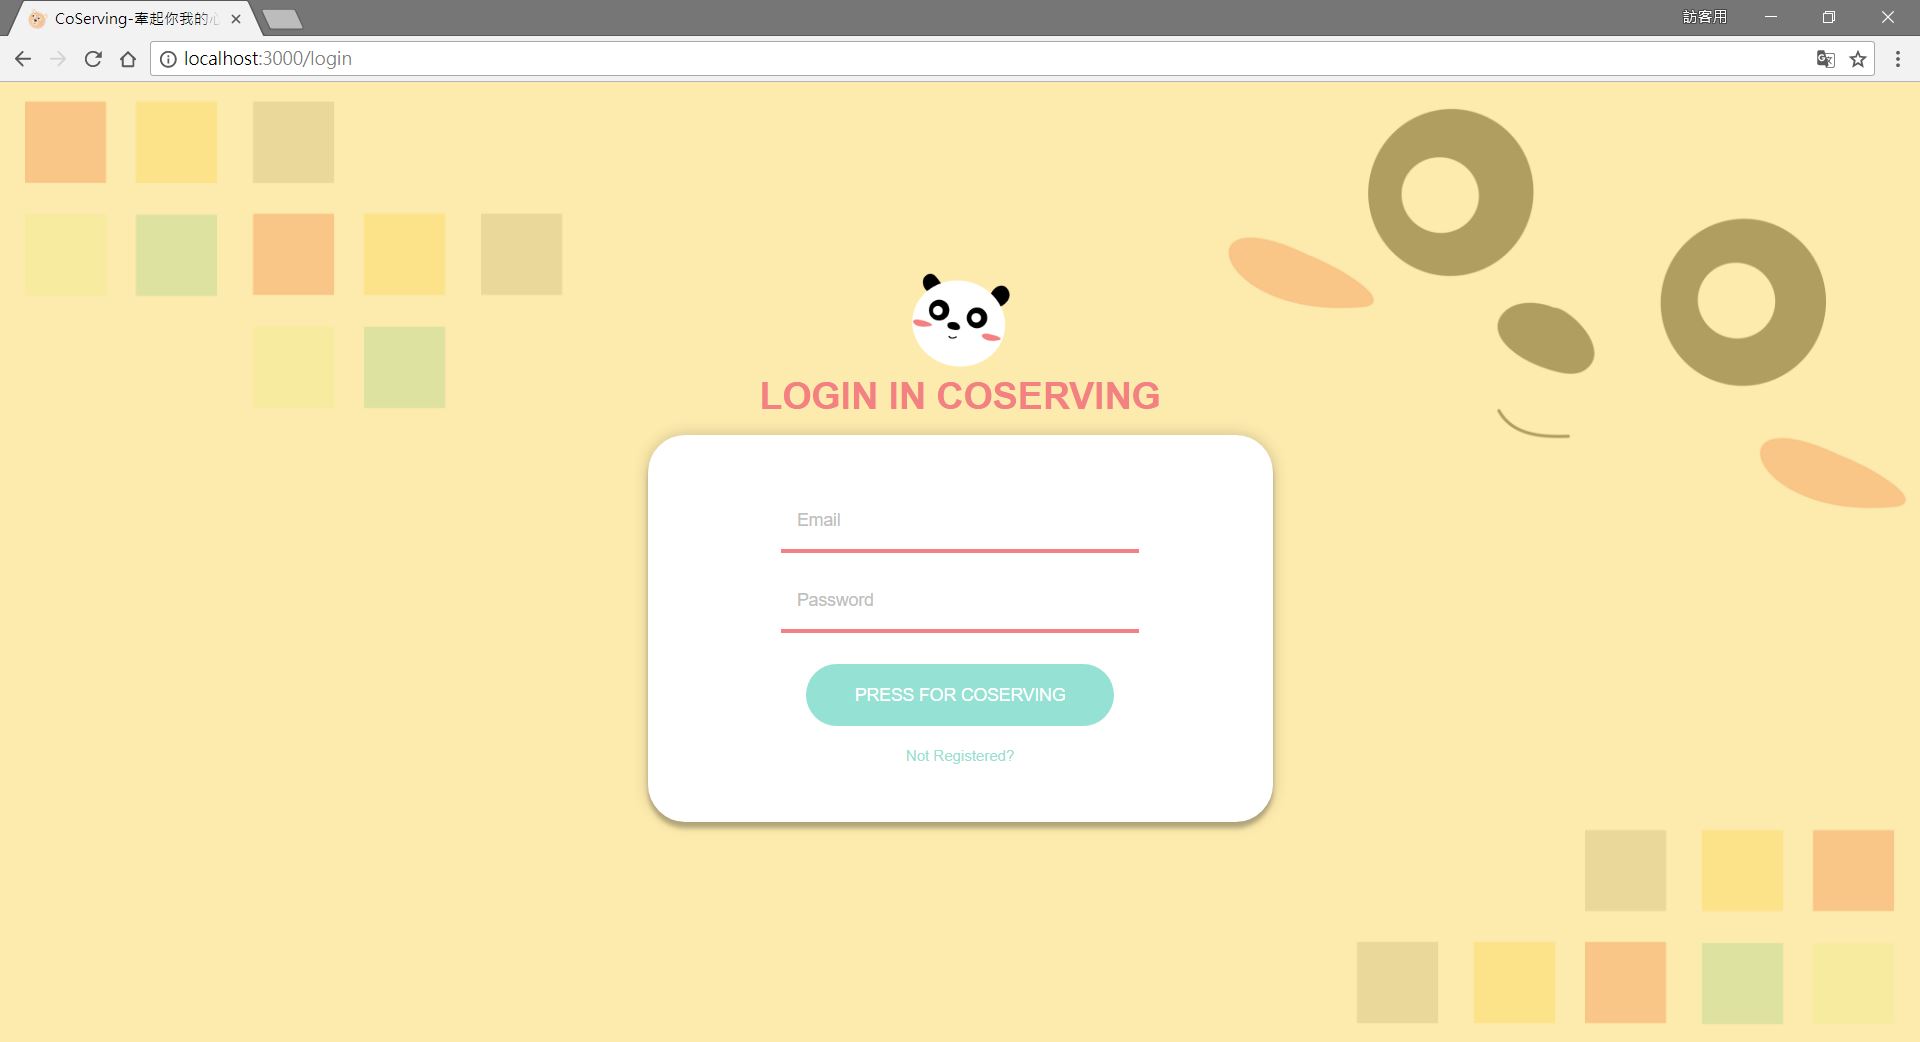 CoServing-牽起你我的心
訪客用
localhost:3000/login
LOGIN IN COSERVING
Email
Password
PRESS FOR COSERVING
Not Registered?